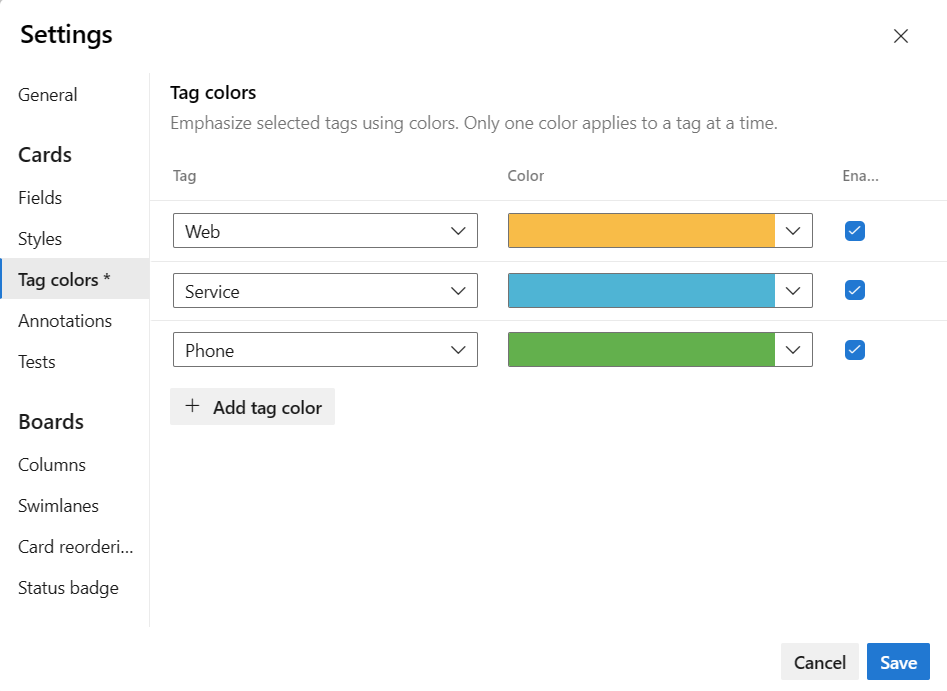 Settings
General
Cards
Fields
Styles
Tag colors *
Annotations
Tests
Boards
Columns
Swimlanes
Card reorderi...
Status badge
Tag colors
Emphasize selected tags using colors. Only one color applies to a tag at a time.
Tag Color Ena...
Web
Service
Phone
+ Add tag color
Cancel Save